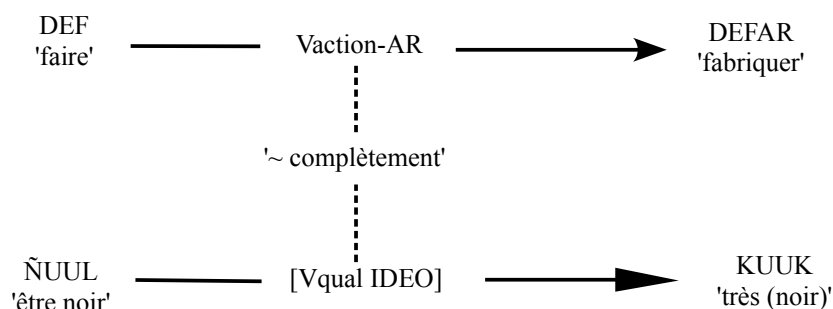 DEF
'faire'
Vaction-AR
DEFAR
'fabriquer'
'~ complètement'
ÑUUL
'être noir'
[Vqual IDEO]
KUUK
'très (noir)'